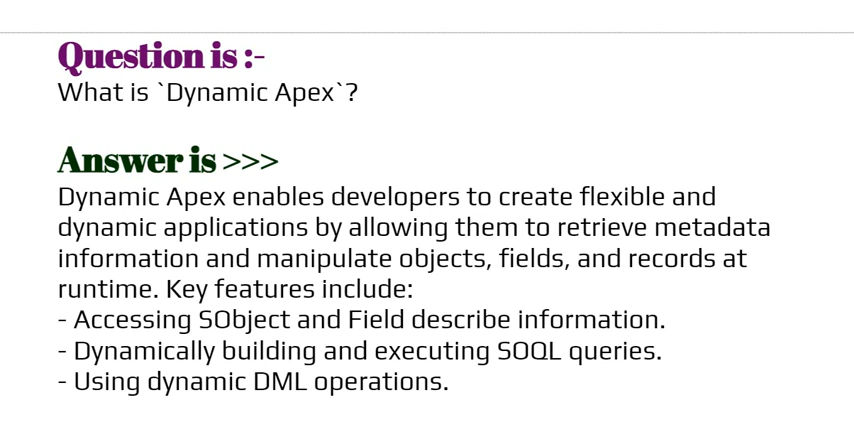 Question is :-
What is `Dynamic Apex`?
Answer is >>>
Dynamic Apex enables developers to create flexible and
dynamic applications by allowing them to retrieve metadata
information and manipulate objects, fields, and records at
runtime. Key features include:
- Accessing SObject and Field describe information.
- Dynamically building and executing SOQL queries.
- Using dynamic DML operations.